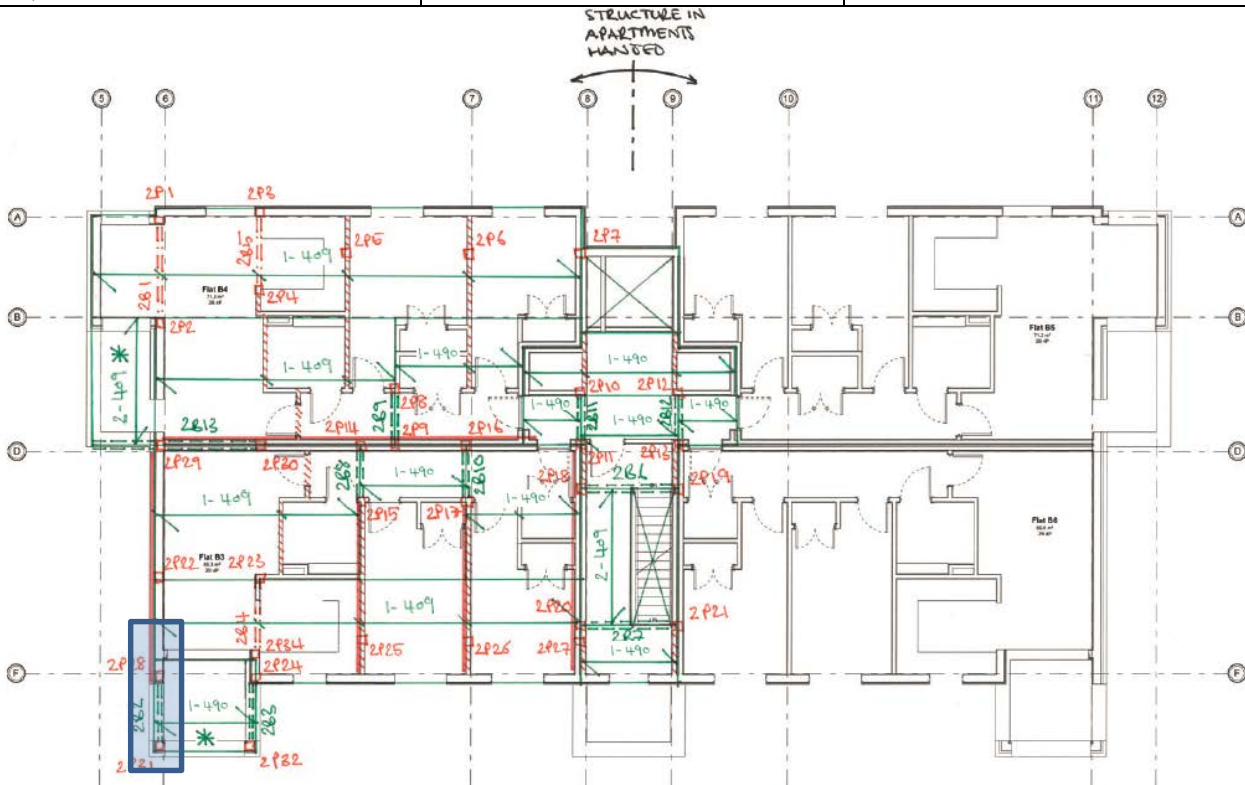 STRUCTURE IN
APARTMENTS
HANDED
5 6 7 8 9 10 11 12
2P1 2P3
A A
2P5 2P6 2P7
2B5
1-409
2B1
Flat B4
2P4
B B
2P2
Flat B5
2-409 *
1-490 1-490
2P10 2P12
2P8
2B9
1-490 2B11 1-490 2B12 1-490
2B13 2P14 2P9 2P16
D D
2P29 2P30 2P11 2P13
2B8 1-490 2B10 2P18 2B6 2P19
1-409 1-490
2P15 2P17
Flat B6
2-409
Flat B3
2P22 2P23
1-409
2P20 2P21
2B4
2P34 2P25 2P26 2P27 2B7
2P28 2P24 1-490
F F
2B2 1-490 2B3
*
2P32